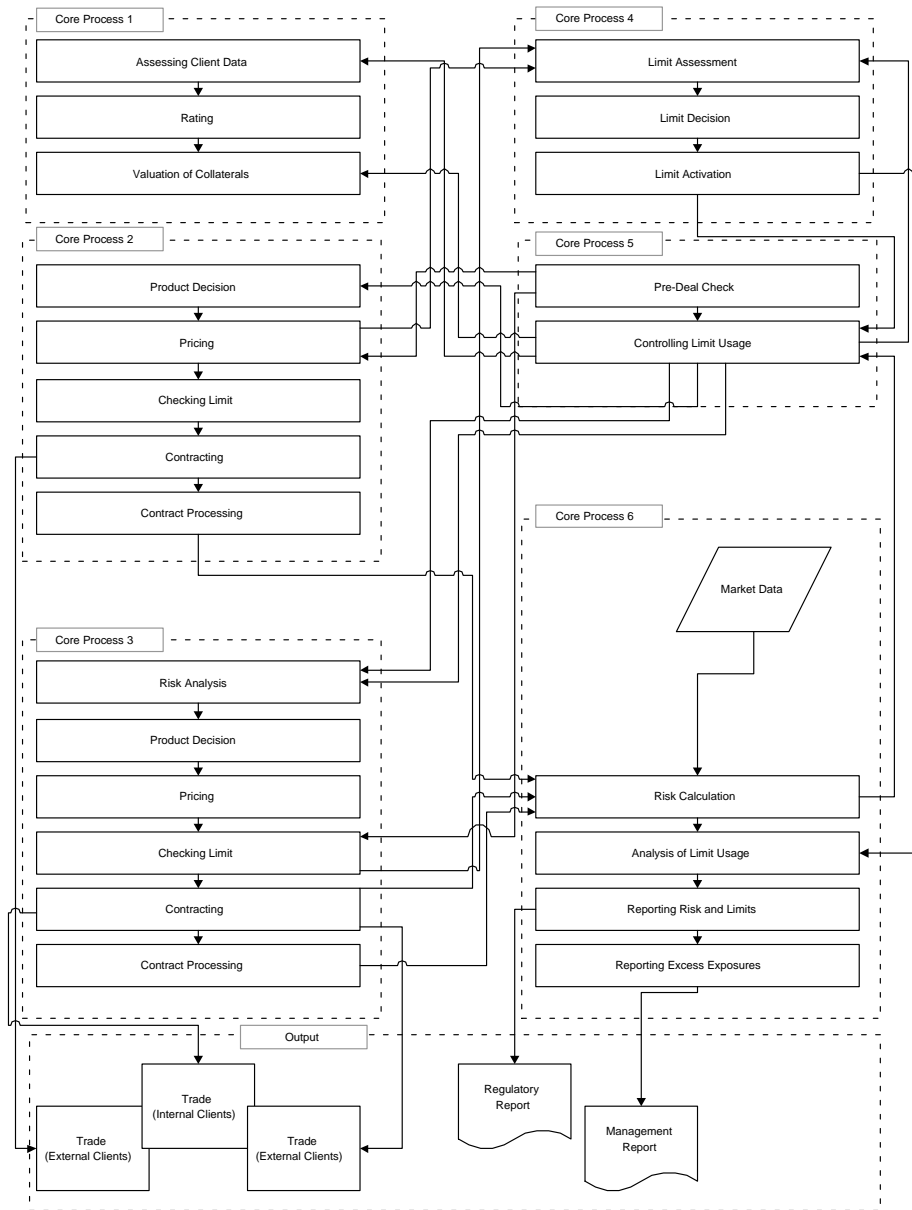 Core Process 1
Assessing Client Data
Rating
Valuation of Collaterals
Core Process 2
Product Decision
Pricing
Checking Limit
Contracting
Contract Processing
Core Process 3
Risk Analysis
Product Decision
Pricing
Checking Limit
Contracting
Contract Processing
Core Process 4
Limit Assessment
Limit Decision
Limit Activation
Core Process 5
Pre-Deal Check
Controlling Limit Usage
Core Process 6
Market Data
Risk Calculation
Analysis of Limit Usage
Reporting Risk and Limits
Reporting Excess Exposures
Output
Trade
(External Clients)
Trade
(Internal Clients)
Trade
(External Clients)
Regulatory
Report
Management
Report